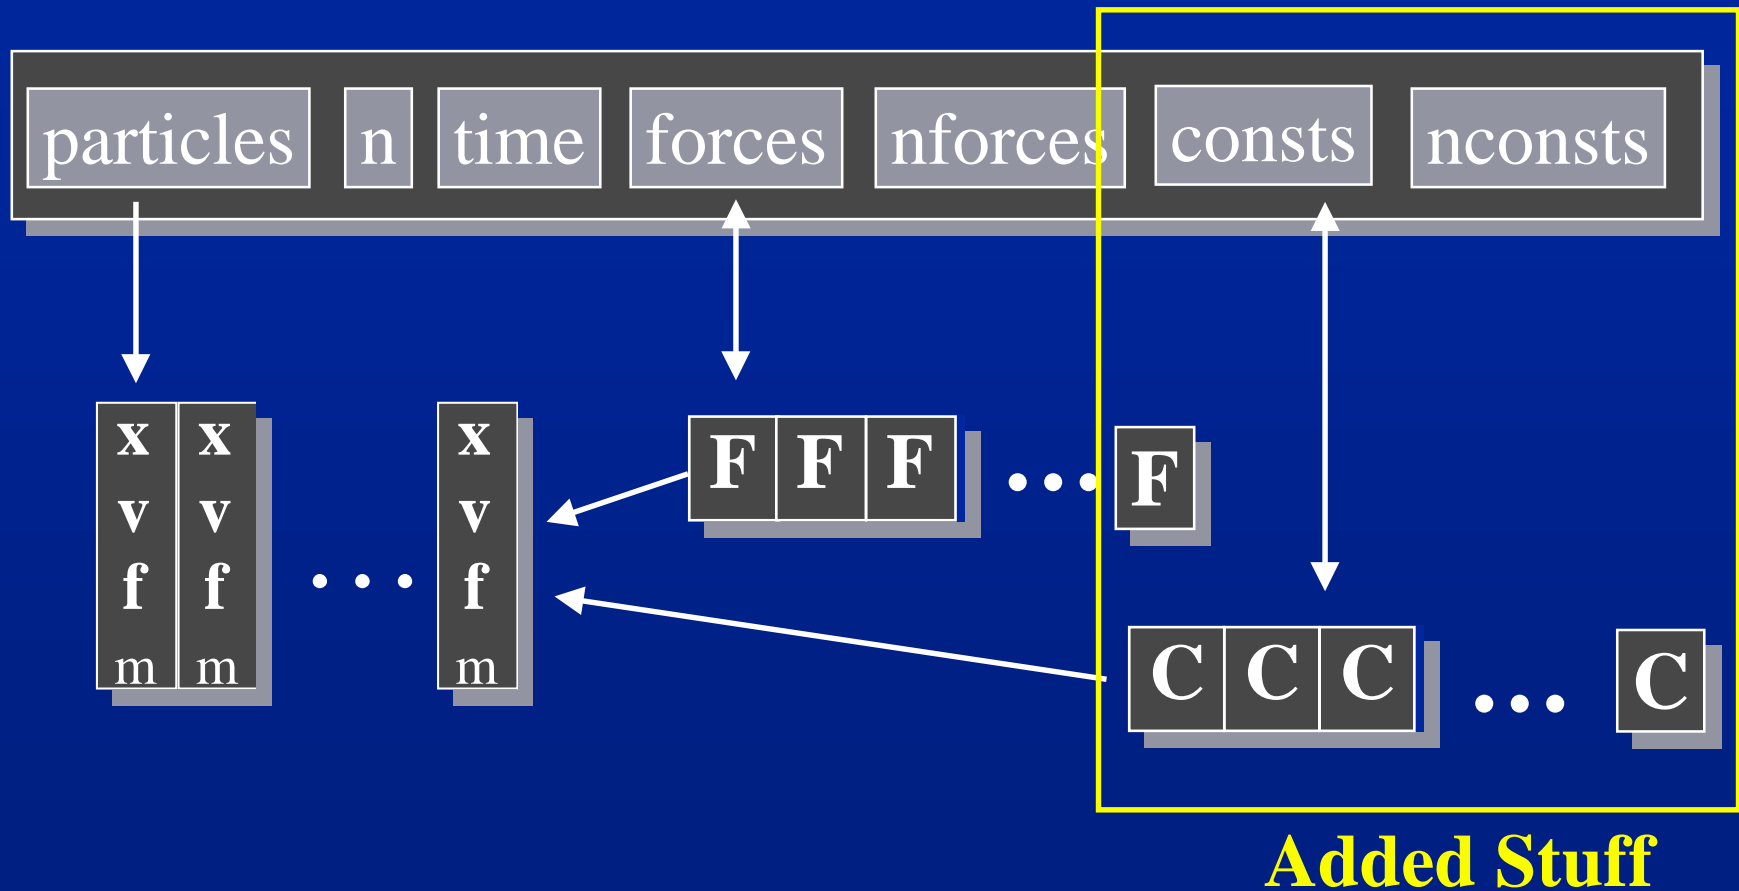 particles n time forces nforces consts nconsts
x x ... x F F F ... F
v v v
f f f
m m m
C C C ... C
Added Stuff